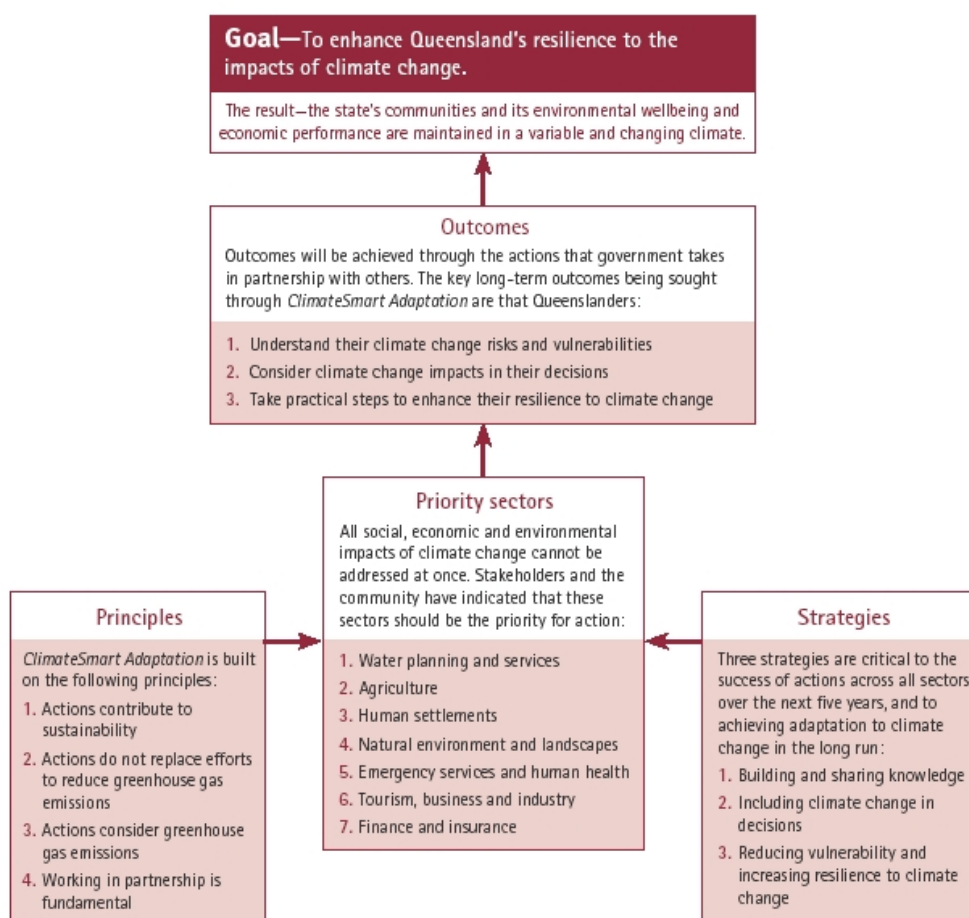 Goal—To enhance Queensland's resilience to the
impacts of climate change.
The result—the state's communities and its environmental wellbeing and
economic performance are maintained in a variable and changing climate.
Outcomes
Outcomes will be achieved through the actions that government takes
in partnership with others. The key long-term outcomes being sought
through ClimateSmart Adaptation are that Queenslanders:
1. Understand their climate change risks and vulnerabilities
2. Consider climate change impacts in their decisions
3. Take practical steps to enhance their resilience to climate change
Priority sectors
All social, economic and environmental
impacts of climate change cannot be
addressed at once. Stakeholders and the
community have indicated that these
sectors should be the priority for action:
1. Water planning and services
2. Agriculture
3. Human settlements
4. Natural environment and landscapes
5. Emergency services and human health
6. Tourism, business and industry
7. Finance and insurance
Principles
ClimateSmart Adaptation is built
on the following principles:
1. Actions contribute to
sustainability
2. Actions do not replace efforts
to reduce greenhouse gas
emissions
3. Actions consider greenhouse
gas emissions
4. Working in partnership is
fundamental
Strategies
Three strategies are critical to the
success of actions across all sectors
over the next five years, and to
achieving adaptation to climate
change in the long run:
1. Building and sharing knowledge
2. Including climate change in
decisions
3. Reducing vulnerability and
increasing resilience to climate
change